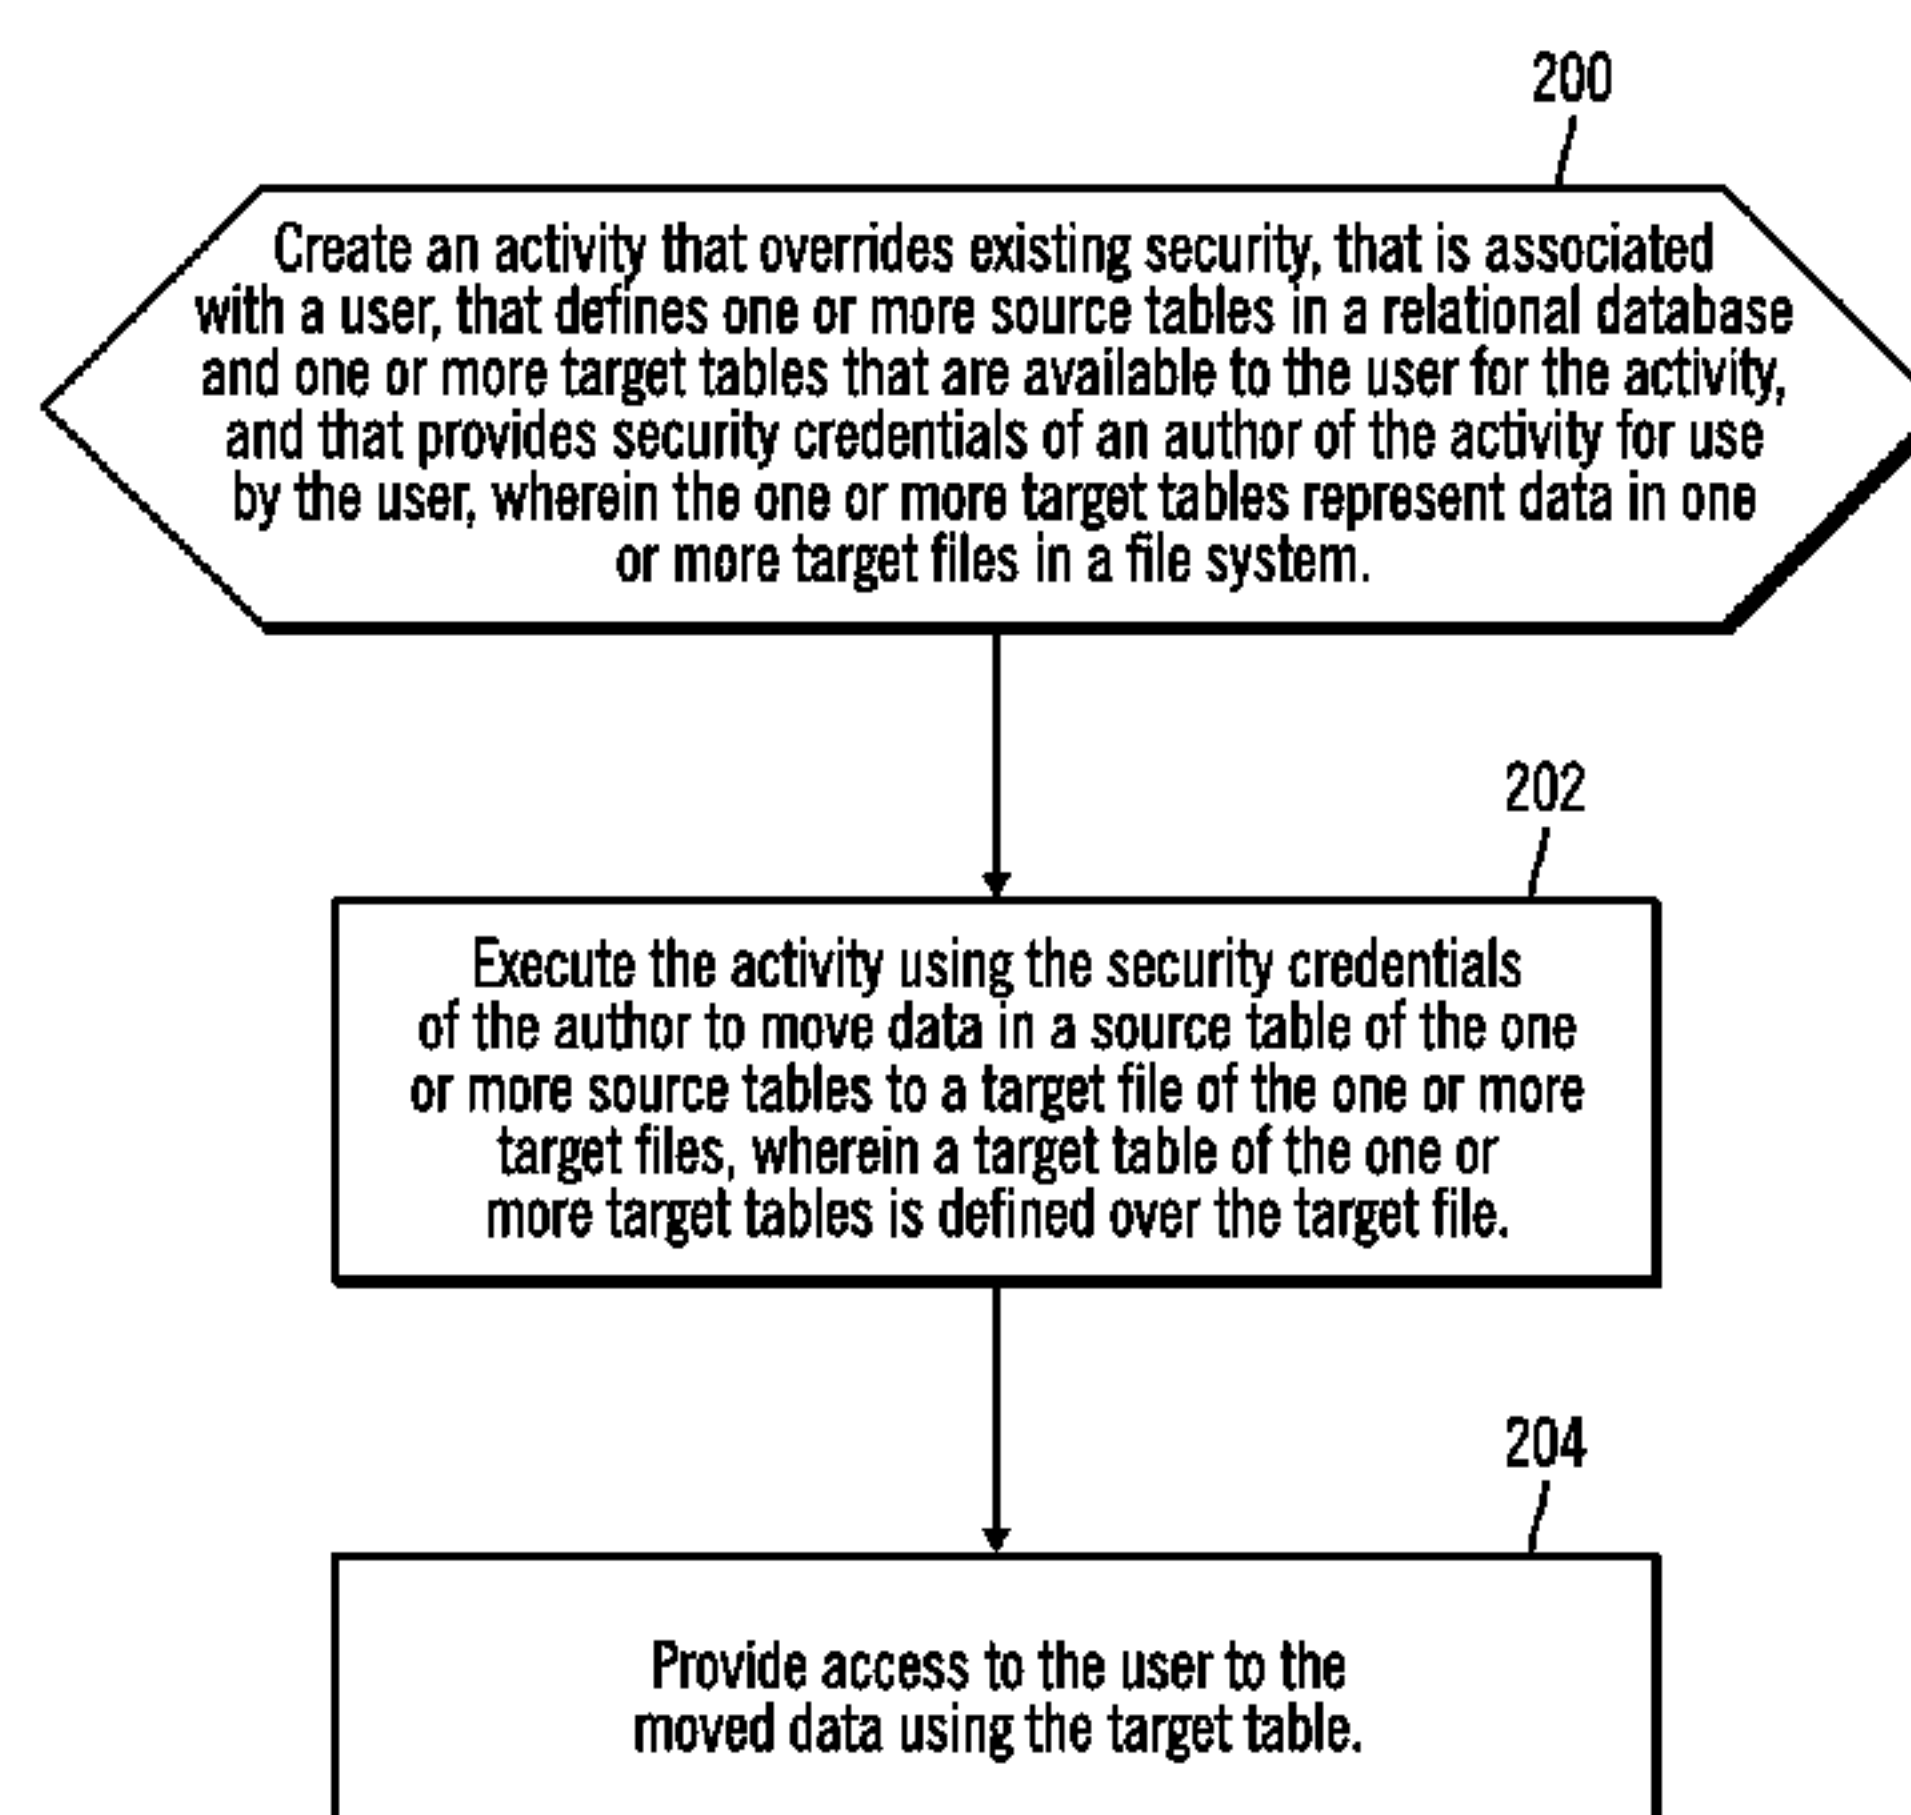 200
Create an activity that overrides existing security, that is associated
with a user, that defines one or more source tables in a relational database
and one or more target tables that are available to the user for the activity,
and that provides security credentials of an author of the activity for use
by the user, wherein the one or more target tables represent data in one
or more target files in a file system.
202
Execute the activity using the security credentials
of the author to move data in a source table of the one
or more source tables to a target file of the one or more
target files, wherein a target table of the one or
more target tables is defined over the target file.
204
Provide access to the user to the
moved data using the target table.